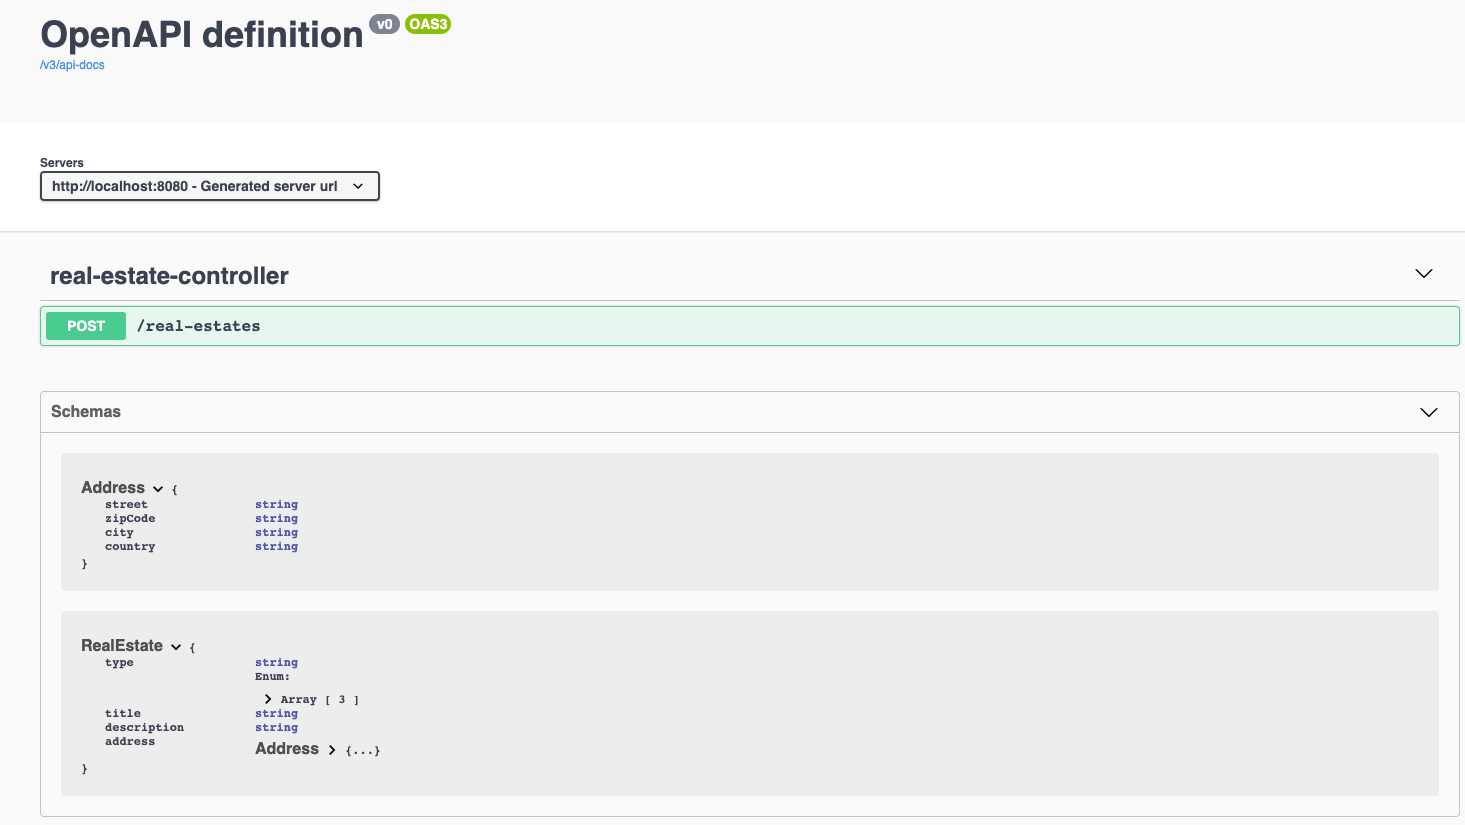 OpenAPI definition v0 OAS3
/v3/api-docs
Servers
http://localhost:8080 - Generated server url
real-estate-controller
POST /real-estates
Schemas
Address {
street string
zipCode string
city string
country string
}
RealEstate {
type string
Enum:
Array [ 3 ]
title string
description string
address
Address {...}
}